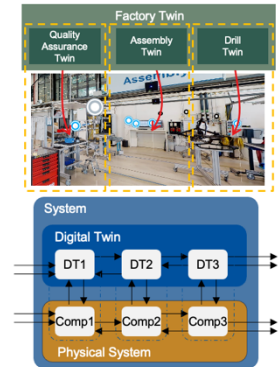 Factory Twin
Quality
Assurance
Twin
Assembly
Twin
Drill
Twin
Assembly
System
Digital Twin
DT1
DT2
DT3
Comp1
Comp2
Comp3
Physical System